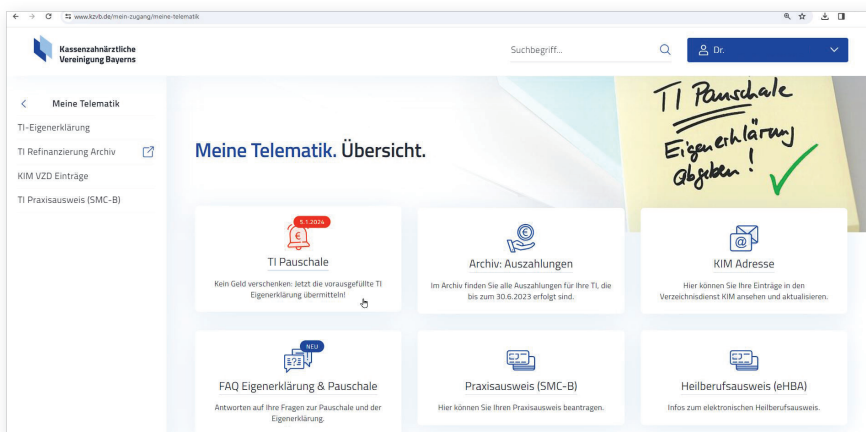 www.kzvb.de/mein-zugang/meine-telematik
Kassenzahnärztliche
Vereinigung Bayerns
Suchbegriff...
Dr.
Meine Telematik
TI-Eigenerklärung
TI Refinanzierung Archiv
KIM VZD Einträge
TI Praxisausweis (SMC-B)
Meine Telematik. Übersicht.
TI Pauschale
Eigenerklärung
abgeben!
5.1.2024
€
TI Pauschale
Kein Geld verschenken: Jetzt die vorausgefüllte TI
Eigenerklärung übermitteln!
€
Archiv: Auszahlungen
Im Archiv finden Sie alle Auszahlungen für Ihre TI, die
bis zum 30.6.2023 erfolgt sind.
@
KIM Adresse
Hier können Sie Ihre Einträge in den
Verzeichnisdienst KIM ansehen und aktualisieren.
NEU
FAQ Eigenerklärung & Pauschale
Antworten auf Ihre Fragen zur Pauschale und der
Eigenerklärung.
Praxisausweis (SMC-B)
Hier können Sie Ihren Praxisausweis beantragen.
Heilberufsausweis (eHBA)
Infos zum elektronischen Heilberufsausweis.